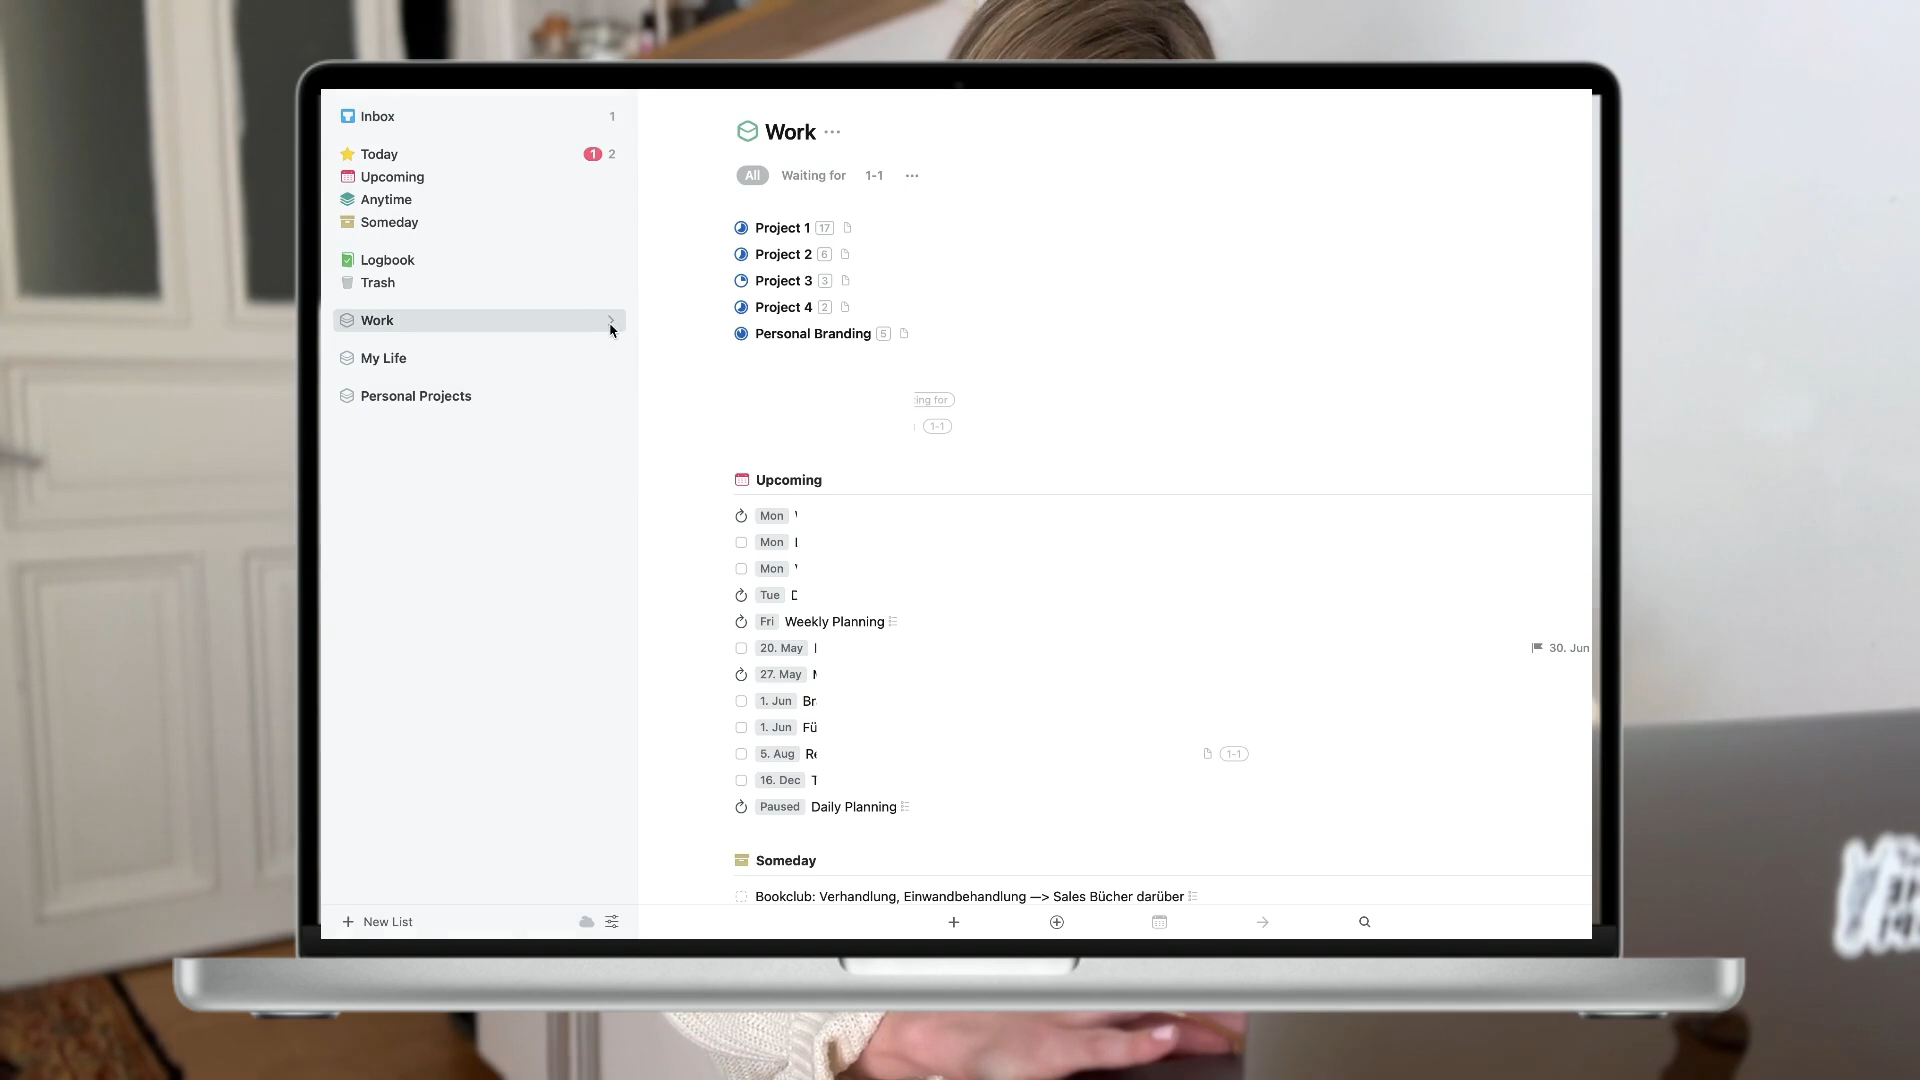 Inbox 1
Today 1 2
Upcoming
Anytime
Someday
Logbook
Trash
Work
My Life
Personal Projects
New List
Work
All Waiting for 1-1
Project 1 17
Project 2 6
Project 3 3
Project 4 2
Personal Branding 5
ing for
1-1
Upcoming
Mon
Mon
Mon
Tue
Fri Weekly Planning
20. May 30. Jun
27. May
1. Jun
1. Jun Fü
5. Aug 1-1
16. Dec
Paused Daily Planning
Someday
Bookclub: Verhandlung, Einwandbehandlung —> Sales Bücher darüber